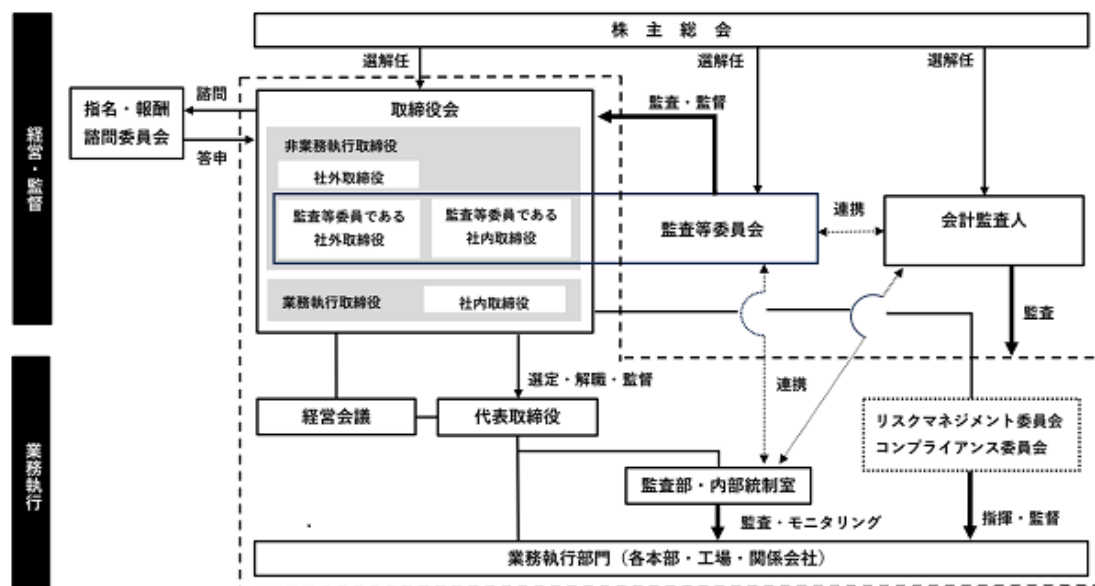 株 主 総 会
選解任
選解任
選解任
経営・監督
指名・報酬
諮問委員会
諮問
答申
取締役会
非業務執行取締役
社外取締役
監査等委員である
社外取締役
監査等委員である
社内取締役
業務執行取締役
社内取締役
監査・監督
監査等委員会
連携
会計監査人
監査
選定・解職・監督
連携
業務執行
経営会議
代表取締役
リスクマネジメント委員会
コンプライアンス委員会
監査部・内部統制室
監査・モニタリング
指揮・監督
業務執行部門（各本部・工場・関係会社）